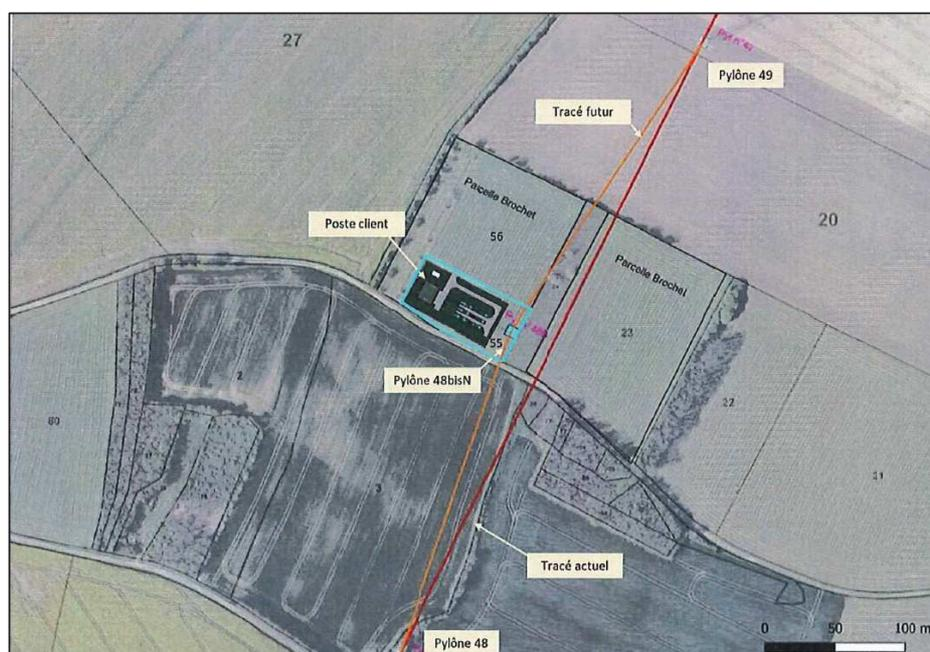 27
Pylône 49
Tracé futur
20
Parcelle Brochet
Poste client
56
Parcelle Brochet
23
55
2
Pylône 48bisN
22
80
3
21
Tracé actuel
Pylône 48
0 50 100 m